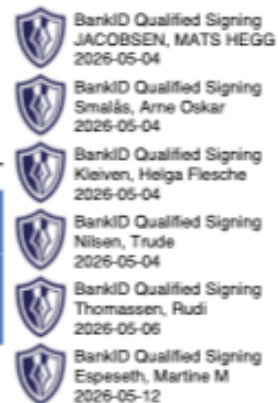 BankID Qualified Signing
JACOBSEN, MATS HEGG
2026-05-04
BankID Qualified Signing
Smalås, Arne Oskar
2026-05-04
BankID Qualified Signing
Kleiven, Helga Flesche
2026-05-04
BankID Qualified Signing
Nilsen, Trude
2026-05-04
BankID Qualified Signing
Thomassen, Rudi
2026-05-06
BankID Qualified Signing
Espeseth, Martine M
2026-05-12